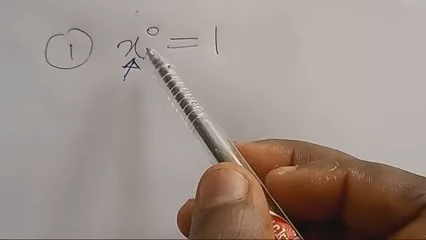 ① x⁰ = 1